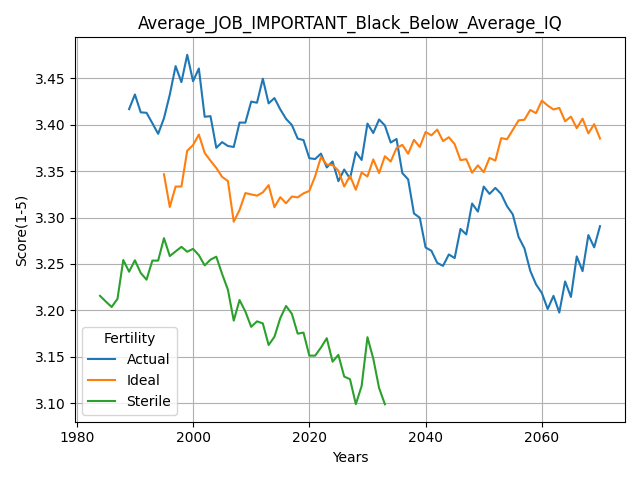 Average_JOB_IMPORTANT_Black_Below_Average_IQ
Score(1-5)
3.45
3.40
3.35
3.30
3.25
3.20
3.15
3.10
Fertility
Actual
Ideal
Sterile
1980
2000
2020
2040
2060
Years